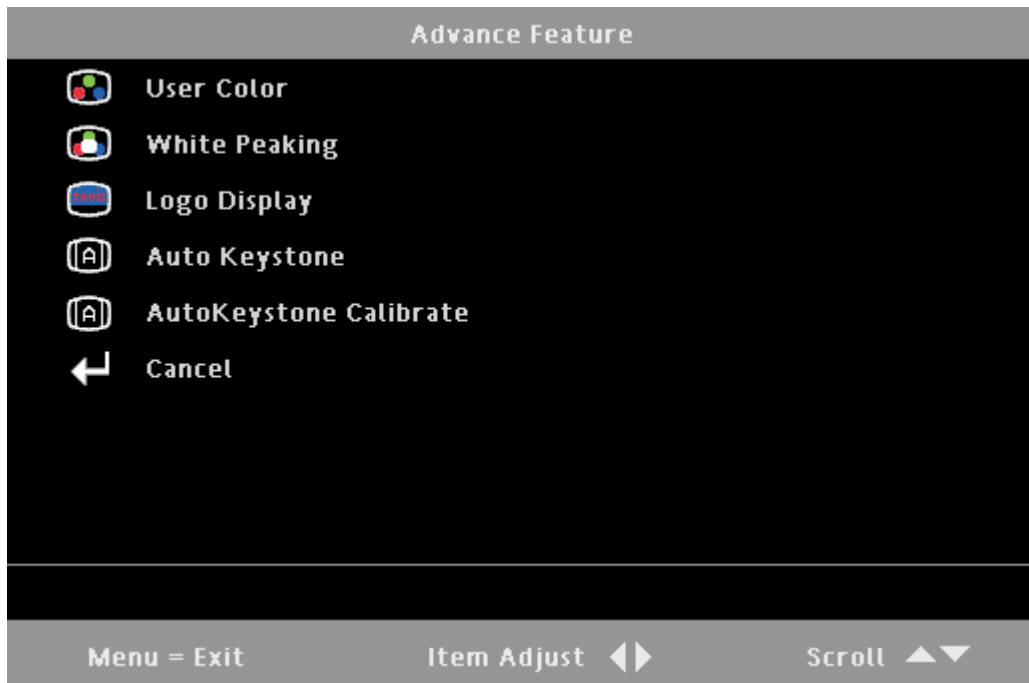 Advance Feature
User Color
White Peaking
Logo Display
A Auto Keystone
A AutoKeystone Calibrate
Cancel
Menu = Exit Item Adjust Scroll